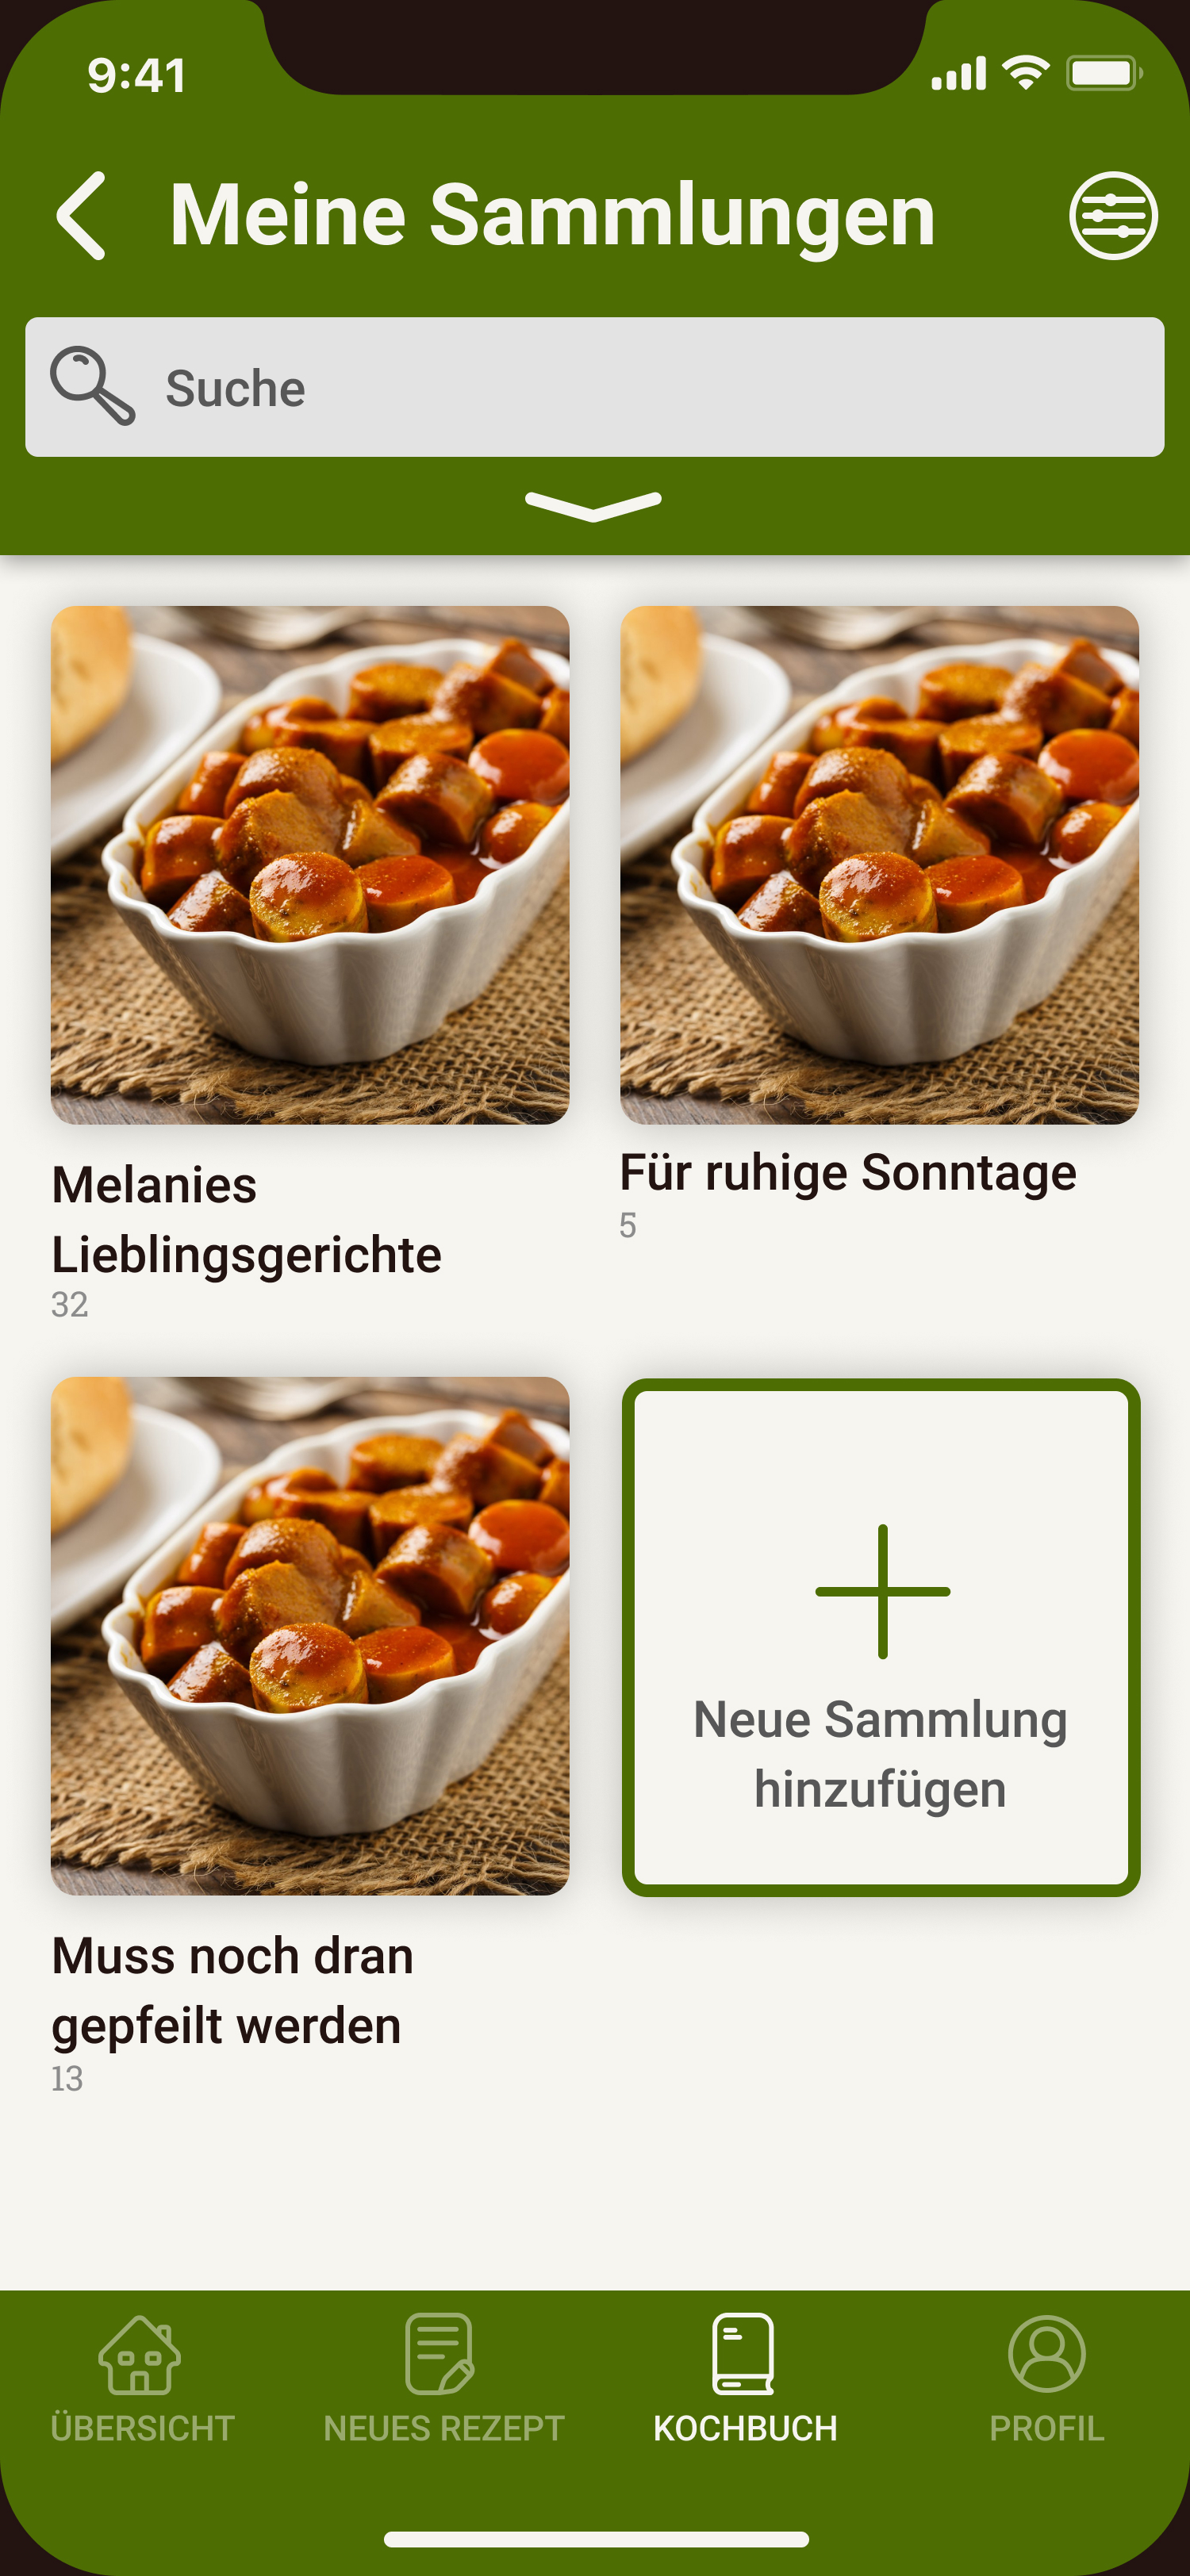 9:41
Meine Sammlungen
Suche
Melanies
Lieblingsgerichte
32
Für ruhige Sonntage
5
Muss noch dran
gepfeilt werden
13
Neue Sammlung
hinzufügen
ÜBERSICHT
NEUES REZEPT
KOCHBUCH
PROFIL